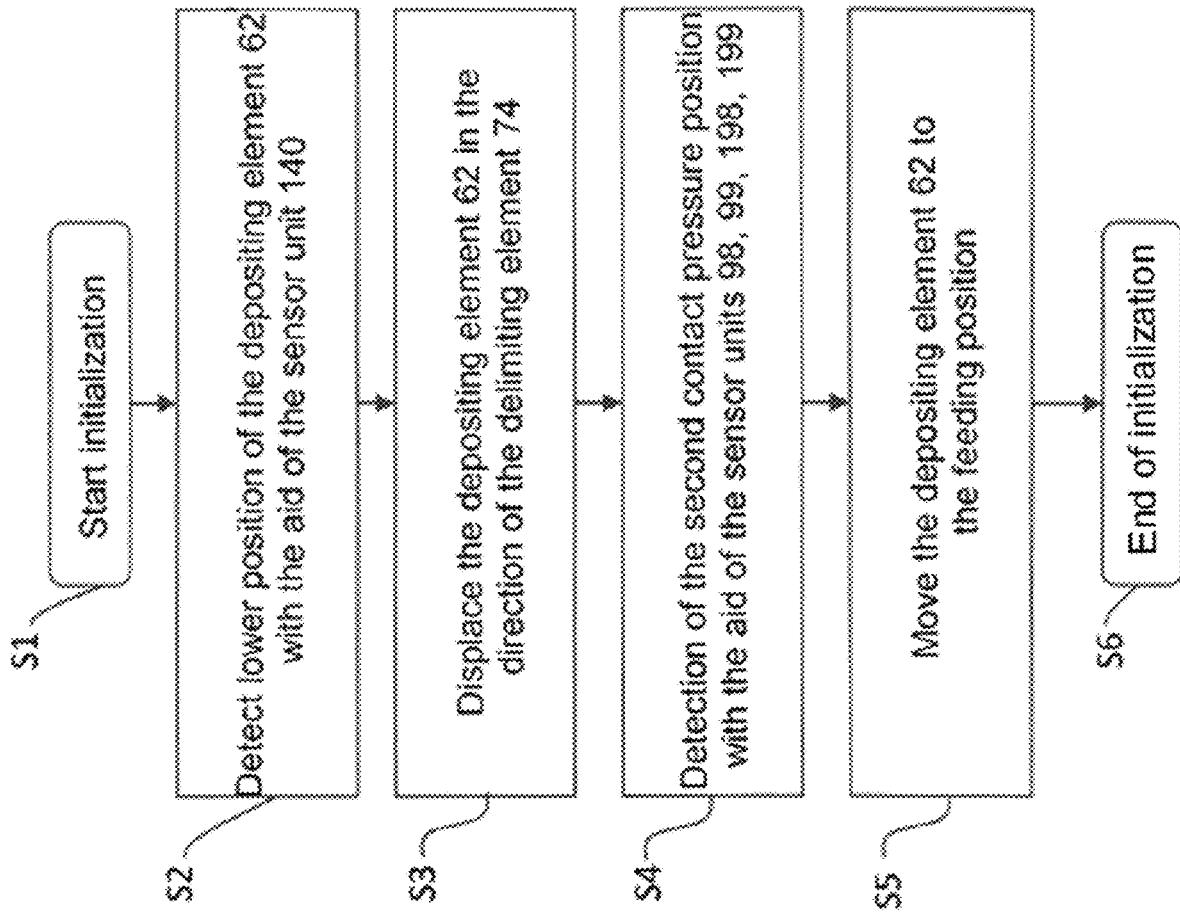 S1
Start initialization
S2
Detect lower position of the depositing element 62
with the aid of the sensor unit 140
S3
Displace the depositing element 62 in the
direction of the delimiting element 74
S4
Detection of the second contact pressure position
with the aid of the sensor units 98, 99, 198, 199
S5
Move the depositing element 62 to
the feeding position
S6
End of initialization